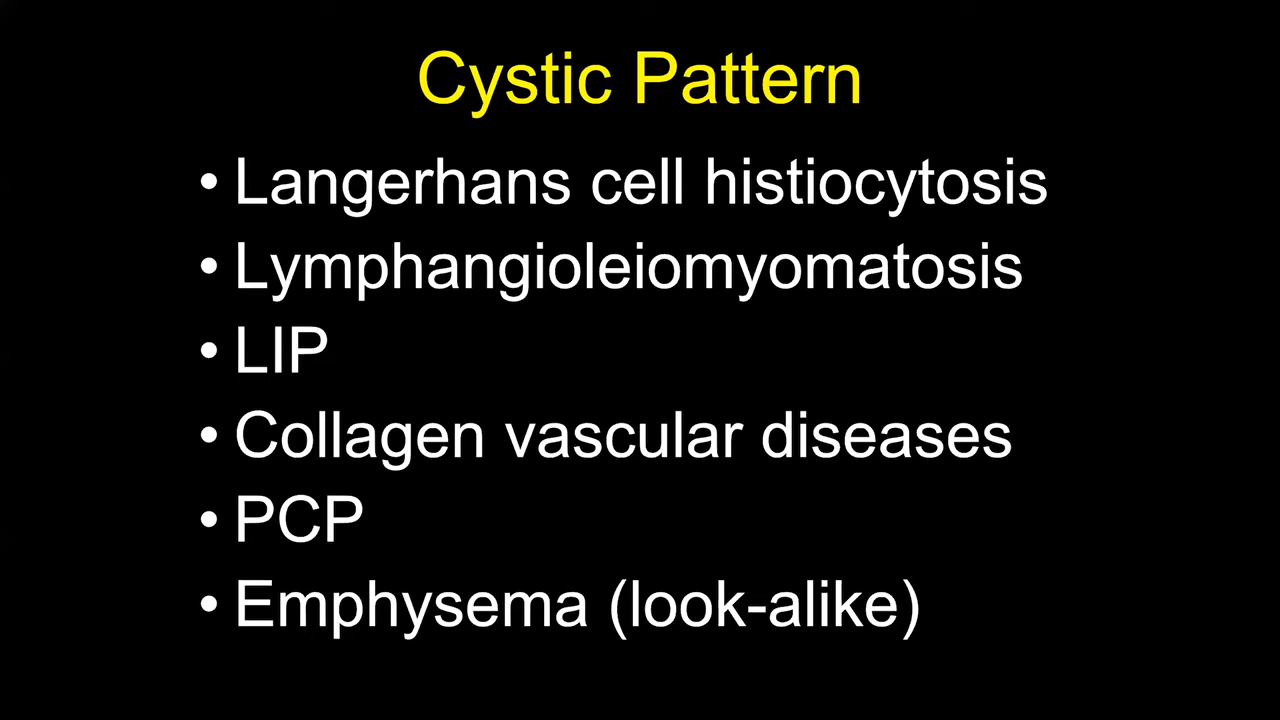 Cystic Pattern
• Langerhans cell histiocytosis
• Lymphangioleiomyomatosis
• LIP
• Collagen vascular diseases
• PCP
• Emphysema (look-alike)